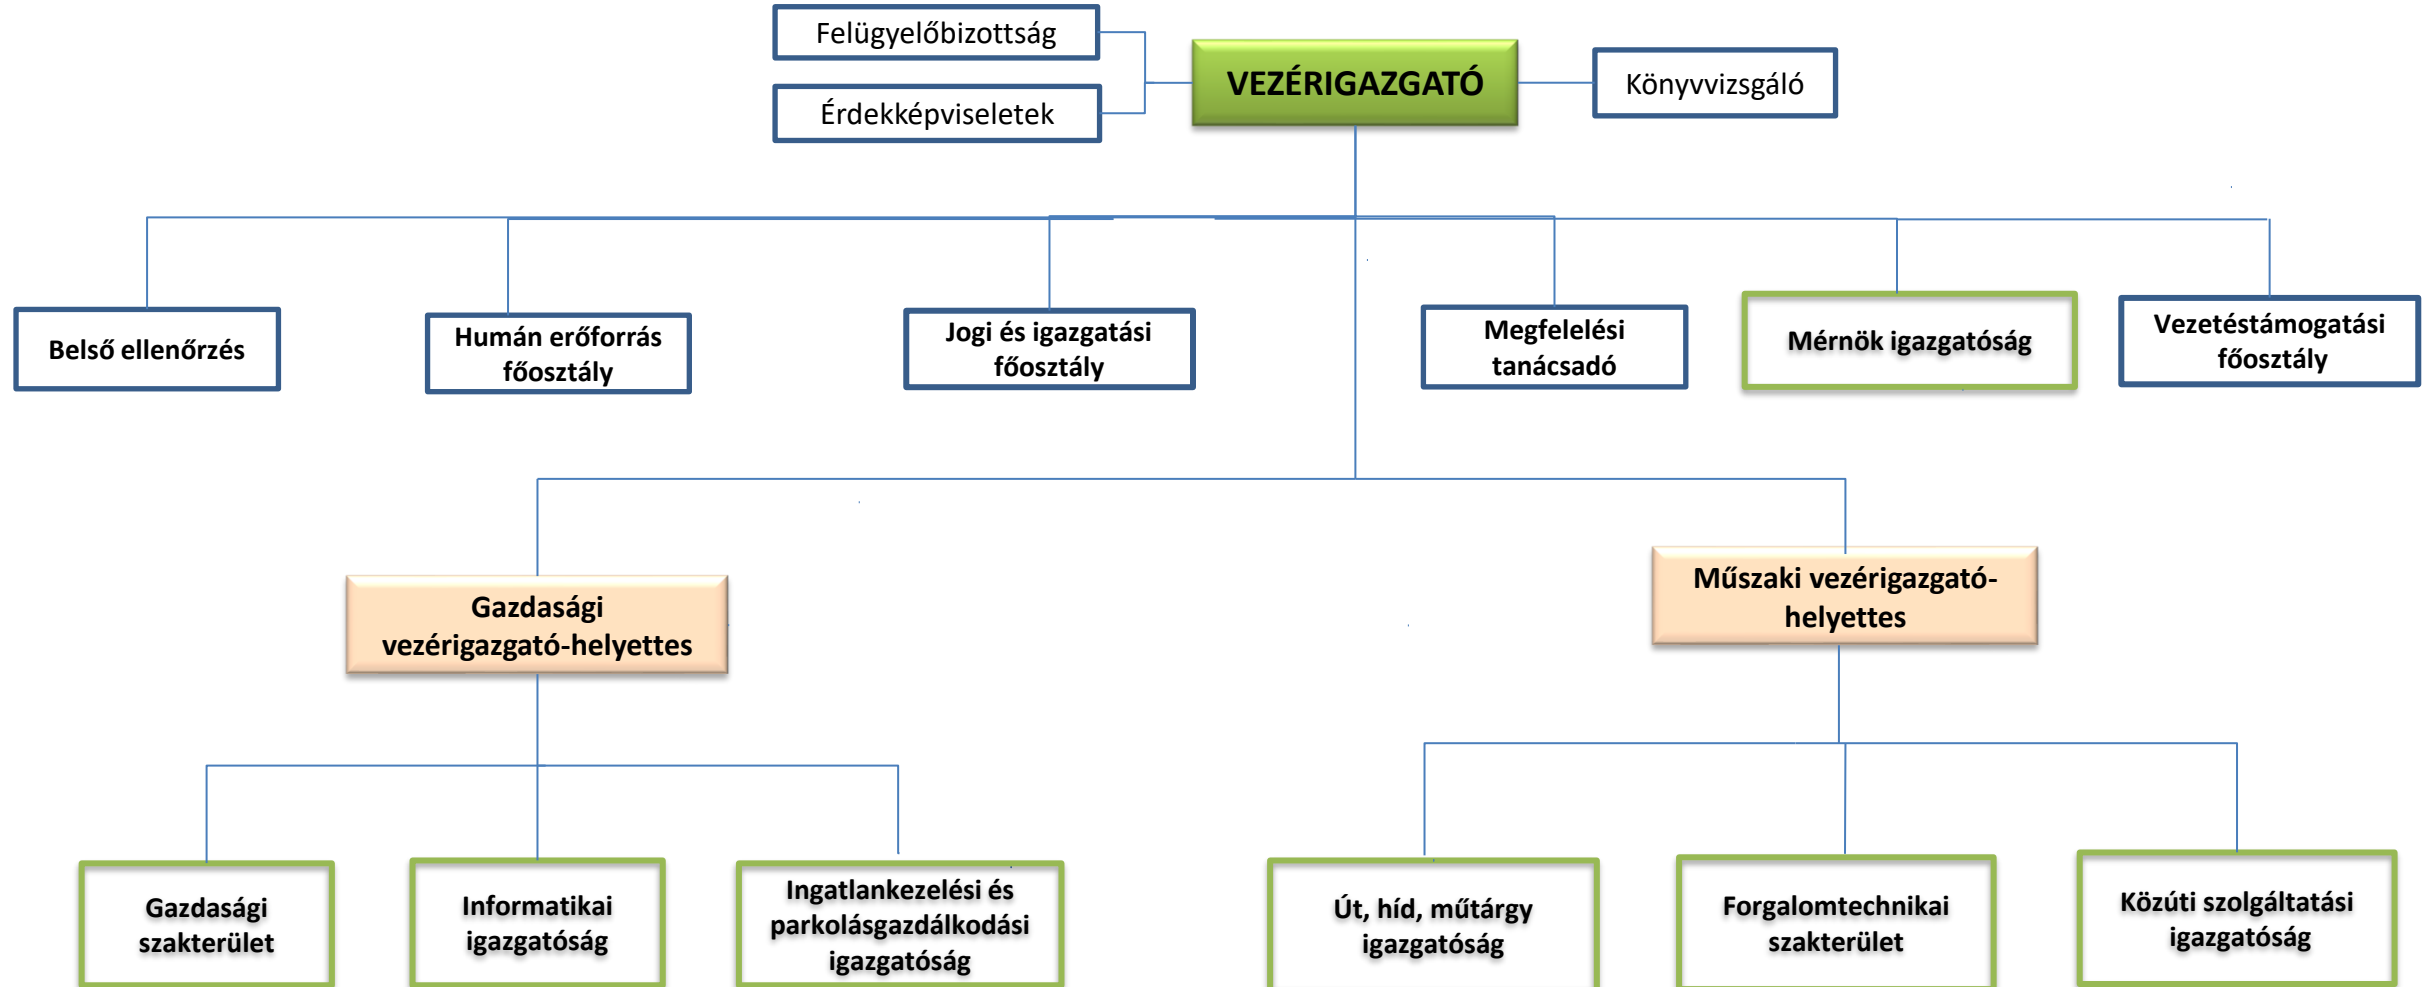 Felügyelőbizottság
Érdekképviseletek
VEZÉRIGAZGATÓ
Könyvvizsgáló
Belső ellenőrzés
Humán erőforrás
főosztály
Jogi és igazgatási
főosztály
Megfelelési
tanácsadó
Mérnök igazgatóság
Vezetéstámogatási
főosztály
Gazdasági
vezérigazgató-helyettes
Műszaki vezérigazgató-
helyettes
Gazdasági
szakterület
Informatikai
igazgatóság
Ingatlankezelési és
parkolásgazdálkodási
igazgatóság
Út, híd, műtárgy
igazgatóság
Forgalomtechnikai
szakterület
Közúti szolgáltatási
igazgatóság